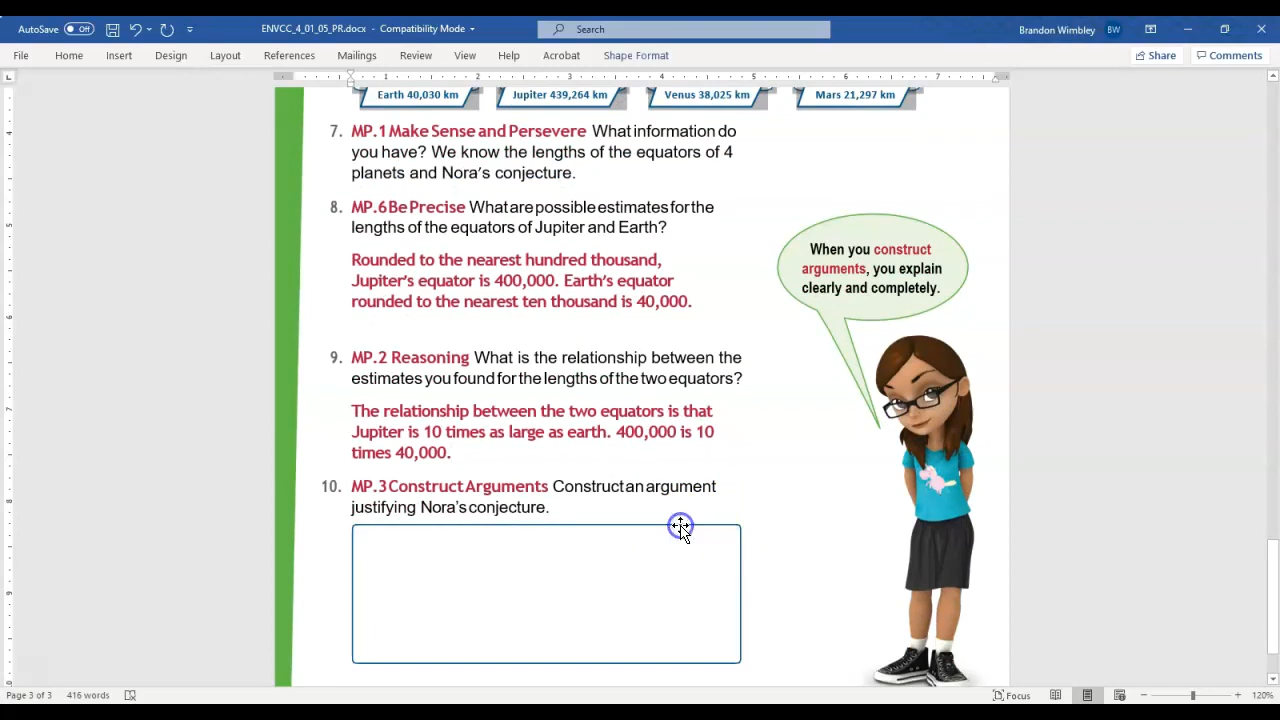 AutoSave Off ENVCC_4_01_05_PR.docx - Compatibility Mode Search Brandon Wimbley BW
File Home Insert Design Layout References Mailings Review View Help Acrobat Shape Format Share Comments
1 2 3 4 5 6 7
Earth 40,030 km Jupiter 439,264 km Venus 38,025 km Mars 21,297 km
7. MP.1 Make Sense and Persevere What information do
you have? We know the lengths of the equators of 4
planets and Nora's conjecture.
8. MP.6 Be Precise What are possible estimates for the
lengths of the equators of Jupiter and Earth?
Rounded to the nearest hundred thousand,
Jupiter's equator is 400,000. Earth's equator
rounded to the nearest ten thousand is 40,000.
When you construct
arguments, you explain
clearly and completely.
9. MP.2 Reasoning What is the relationship between the
estimates you found for the lengths of the two equators?
The relationship between the two equators is that
Jupiter is 10 times as large as earth. 400,000 is 10
times 40,000.
10. MP.3 Construct Arguments Construct an argument
justifying Nora's conjecture.
Page 3 of 3 416 words Focus 120%